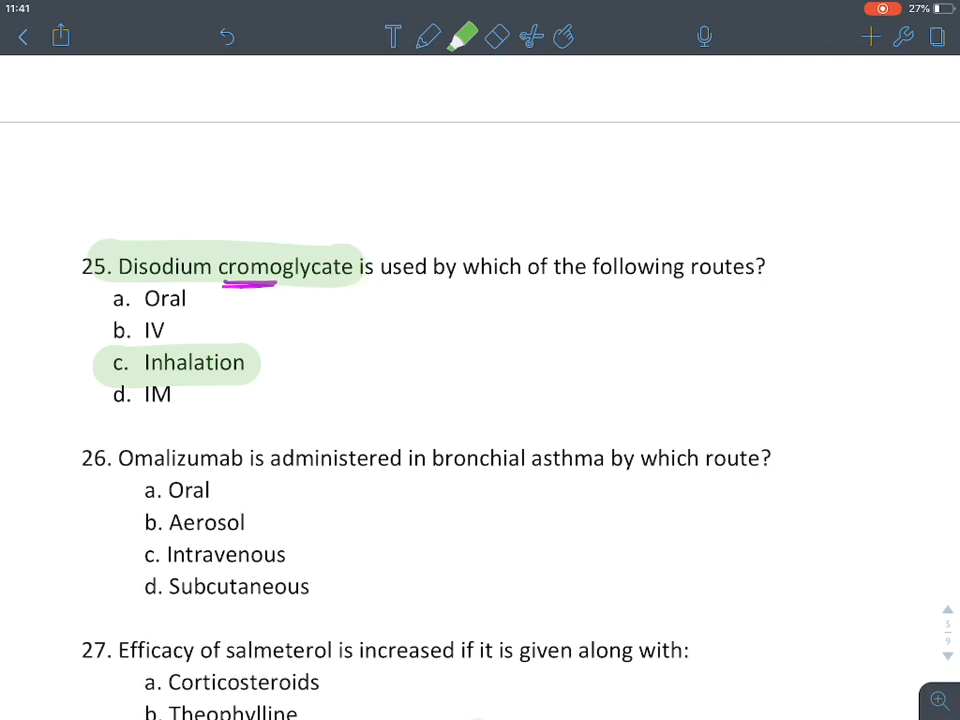 11:41
27%
T
25. Disodium cromoglycate is used by which of the following routes?
a. Oral
b. IV
c. Inhalation
d. IM
26. Omalizumab is administered in bronchial asthma by which route?
a. Oral
b. Aerosol
c. Intravenous
d. Subcutaneous
5
9
27. Efficacy of salmeterol is increased if it is given along with:
a. Corticosteroids
b. Theophylline